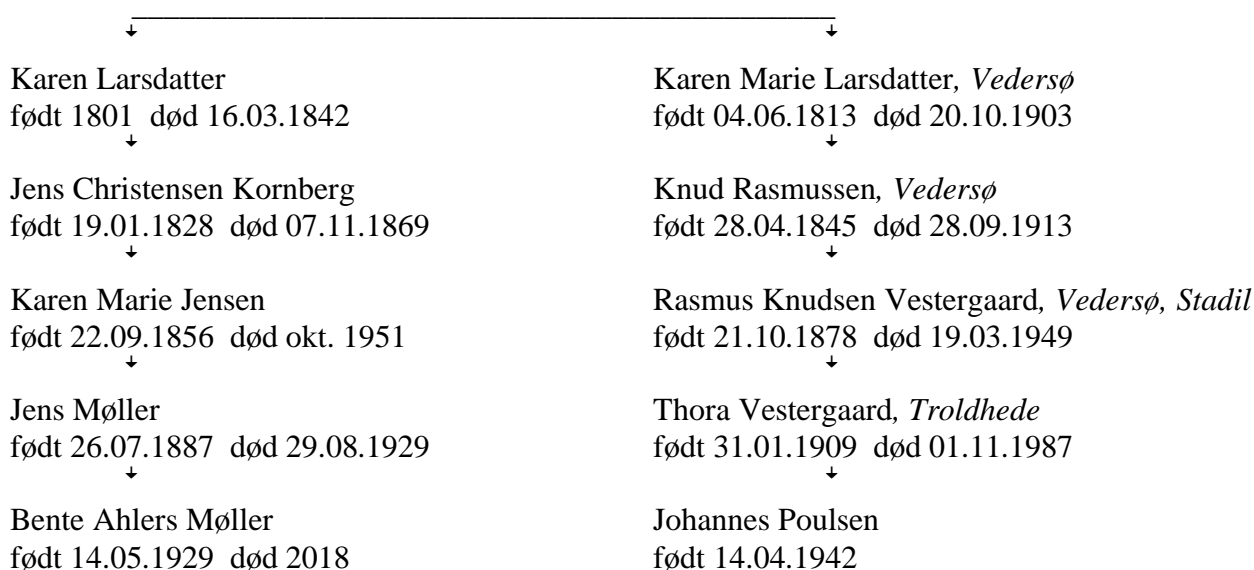 Karen Larsdatter
født 1801 død 16.03.1842
Jens Christensen Kornberg
født 19.01.1828 død 07.11.1869
Karen Marie Jensen
født 22.09.1856 død okt. 1951
Jens Møller
født 26.07.1887 død 29.08.1929
Bente Ahlers Møller
født 14.05.1929 død 2018
Karen Marie Larsdatter, Vedersø
født 04.06.1813 død 20.10.1903
Knud Rasmussen, Vedersø
født 28.04.1845 død 28.09.1913
Rasmus Knudsen Vestergaard, Vedersø, Stadil
født 21.10.1878 død 19.03.1949
Thora Vestergaard, Troldhede
født 31.01.1909 død 01.11.1987
Johannes Poulsen
født 14.04.1942